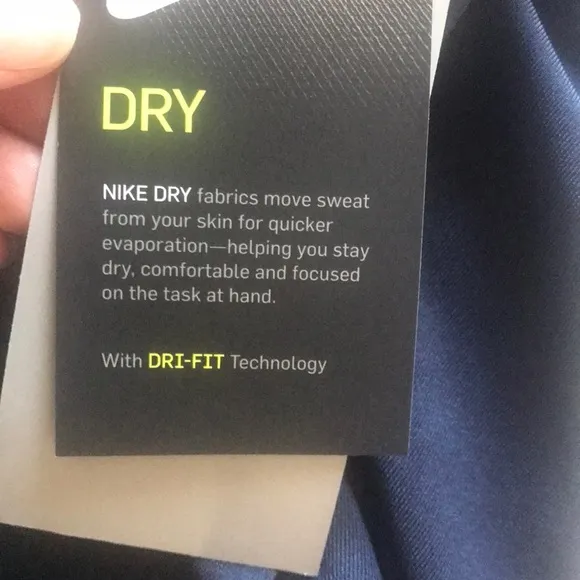 DRY
NIKE DRY fabrics move sweat
from your skin for quicker
evaporation—helping you stay
dry, comfortable and focused
on the task at hand.
With DRI-FIT Technology